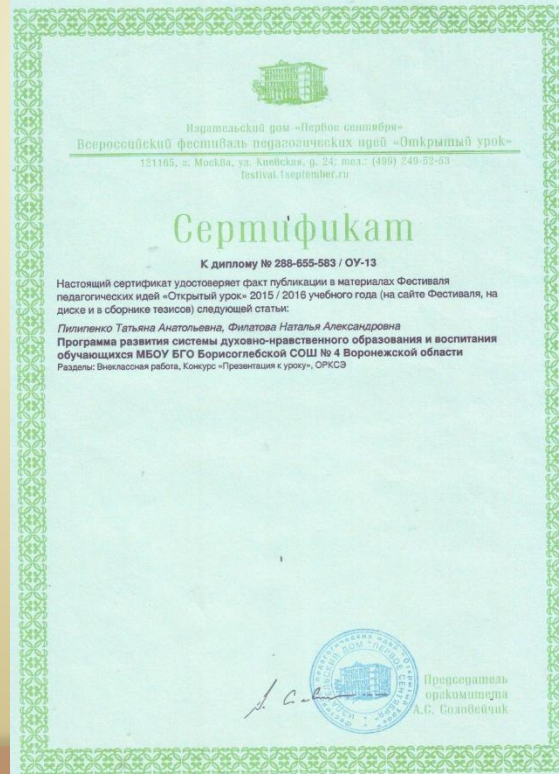 Издательский дом «Первое сентября»
Всероссийский фестиваль педагогических идей «Открытый урок»
121165, г. Москва, ул. Киевская, д. 24; тел.: (499) 249-52-53
festival.1september.ru
Сертификат
К диплому № 288-655-583 / ОУ-13
Настоящий сертификат удостоверяет факт публикации в материалах Фестиваля
педагогических идей «Открытый урок» 2015 / 2016 учебного года (на сайте Фестиваля, на
диске и в сборнике тезисов) следующей статьи:
Пилипенко Татьяна Анатольевна, Филатова Наталья Александровна
Программа развития системы духовно-нравственного образования и воспитания
обучающихся МБОУ БГО Борисоглебской СОШ № 4 Воронежской области
Разделы: Внеклассная работа, Конкурс «Презентация к уроку», ОРКСЭ
Председатель
оргкомитета
А.С. Соловейчик